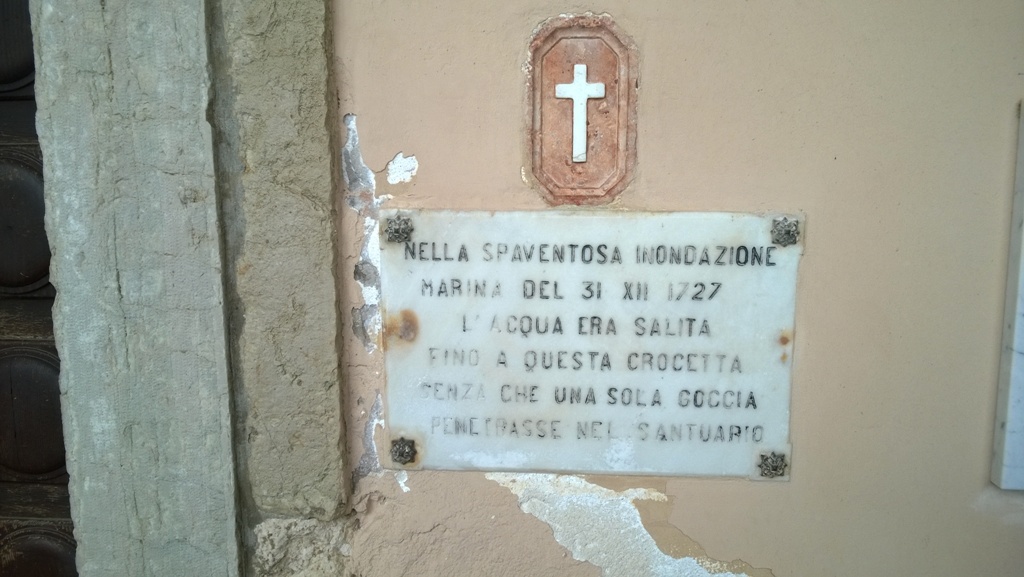 NELLA SPAVENTOSA INONDAZIONE
MARINA DEL 31 XII 1727
L'ACQUA ERA SALITA
FINO A QUESTA CROCETTA
SENZA CHE UNA SOLA GOCCIA
PENETRASSE NEL SANTUARIO